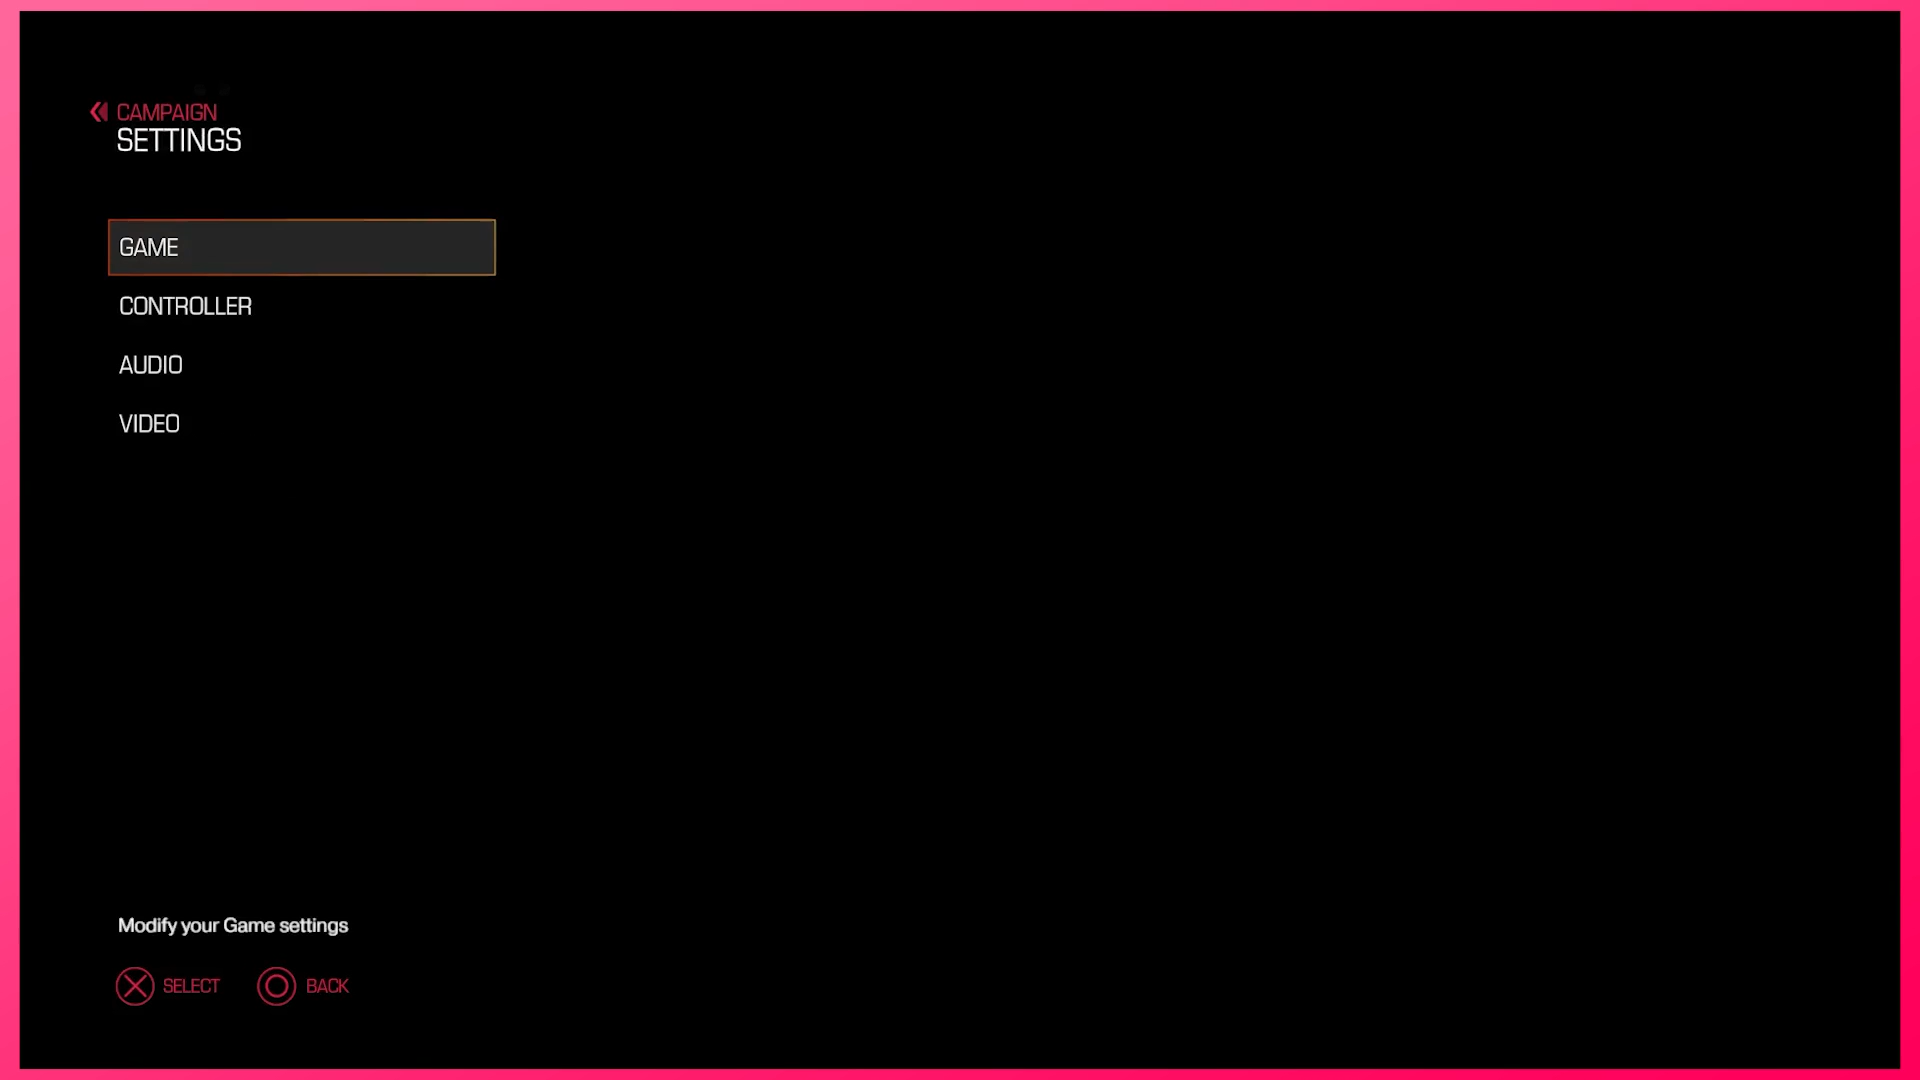 CAMPAIGN
SETTINGS
GAME
CONTROLLER
AUDIO
VIDEO
Modify your Game settings
SELECT BACK